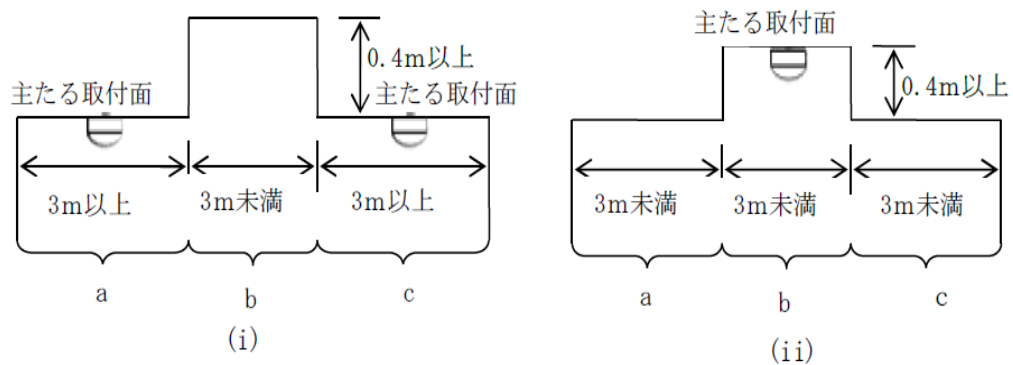 0.4m以上
主たる取付面 主たる取付面
3m以上 3m未満 3m以上
a b c
(i)
主たる取付面
0.4m以上
3m未満 3m未満 3m未満
a b c
(ii)